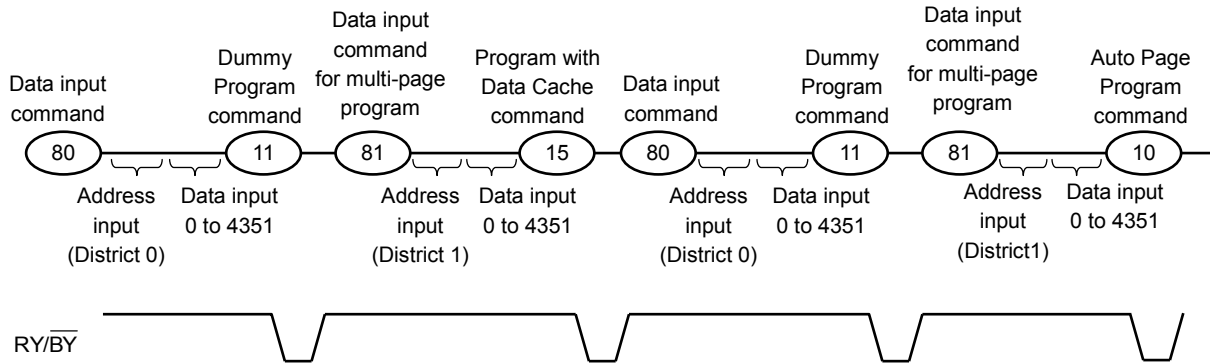 Data input
command
80
Address
input
(District 0)
Data input
0 to 4351
Dummy
Program
command
11
Data input
command
for multi-page
program
81
Address
input
(District 1)
Data input
0 to 4351
Program with
Data Cache
command
15
Data input
command
80
Address
input
(District 0)
Data input
0 to 4351
Dummy
Program
command
11
Data input
command
for multi-page
program
81
Address
input
(District1)
Data input
0 to 4351
Auto Page
Program
command
10
RY/BY